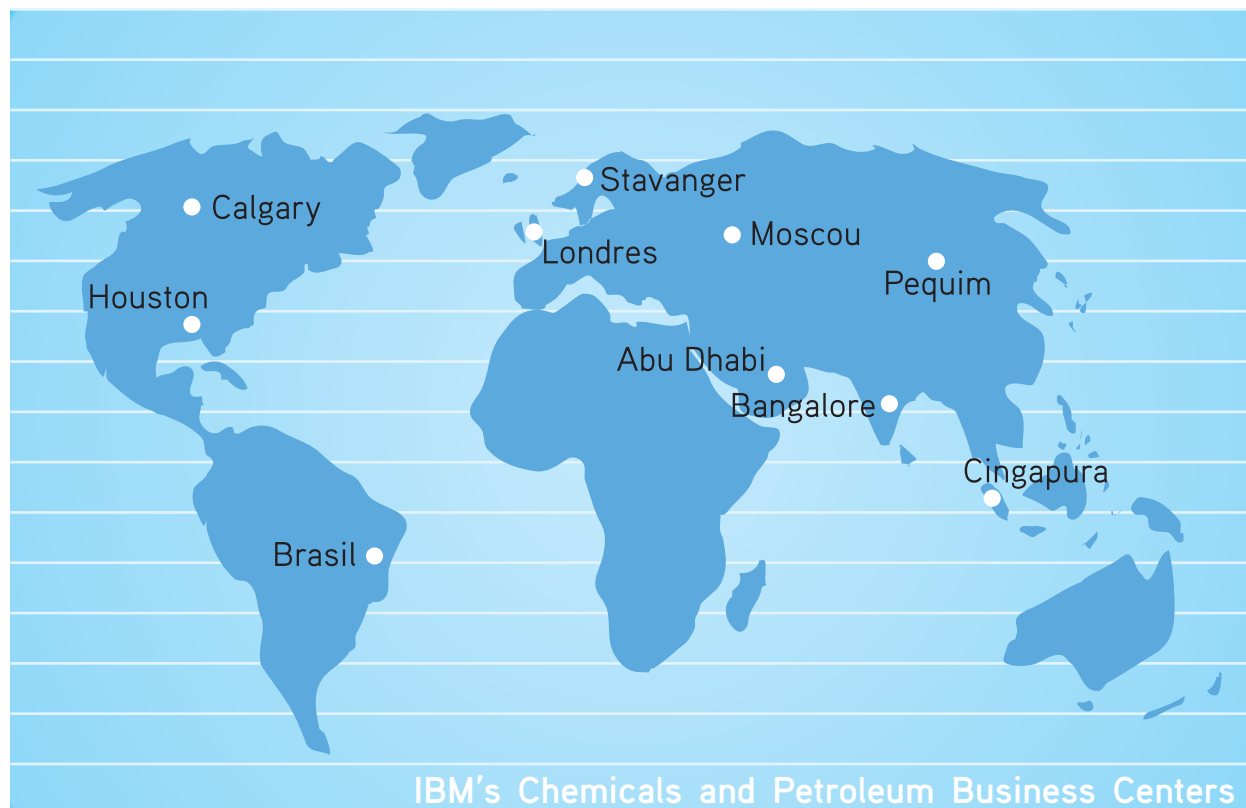 Stavanger
Calgary
Moscou
Londres
Pequim
Houston
Abu Dhabi
Bangalore
Cingapura
Brasil
IBM's Chemicals and Petroleum Business Centers